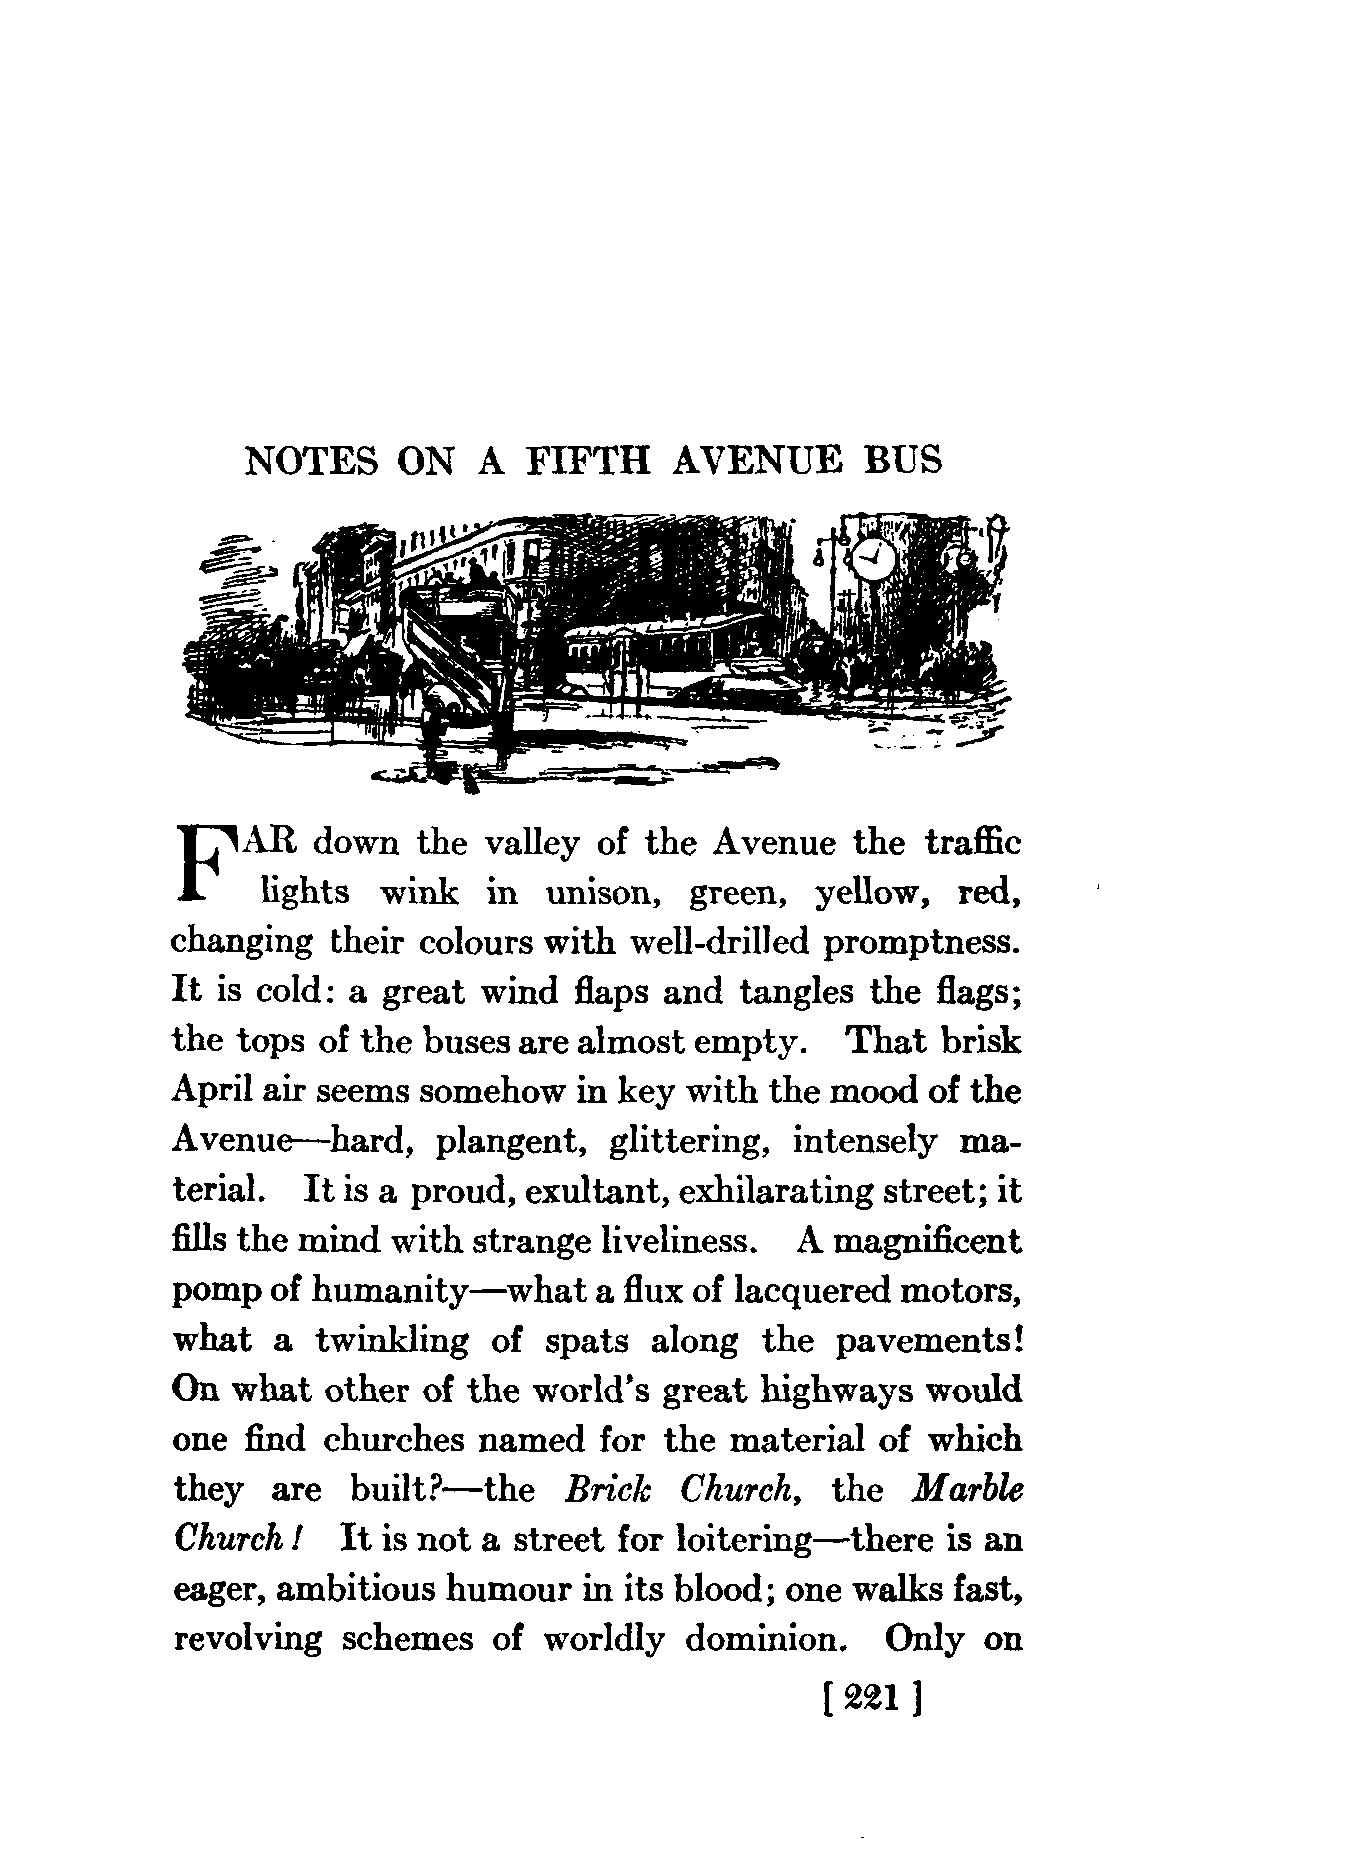 NOTES ON A FIFTH AVENUE BUS
FAR down the valley of the Avenue the traffic
lights wink in unison, green, yellow, red,
changing their colours with well-drilled promptness.
It is cold: a great wind flaps and tangles the flags;
the tops of the buses are almost empty. That brisk
April air seems somehow in key with the mood of the
Avenue—hard, plangent, glittering, intensely ma-
terial. It is a proud, exultant, exhilarating street; it
fills the mind with strange liveliness. A magnificent
pomp of humanity—what a flux of lacquered motors,
what a twinkling of spats along the pavements!
On what other of the world's great highways would
one find churches named for the material of which
they are built?—the Brick Church, the Marble
Church! It is not a street for loitering—there is an
eager, ambitious humour in its blood; one walks fast,
revolving schemes of worldly dominion. Only on
[ 221 ]